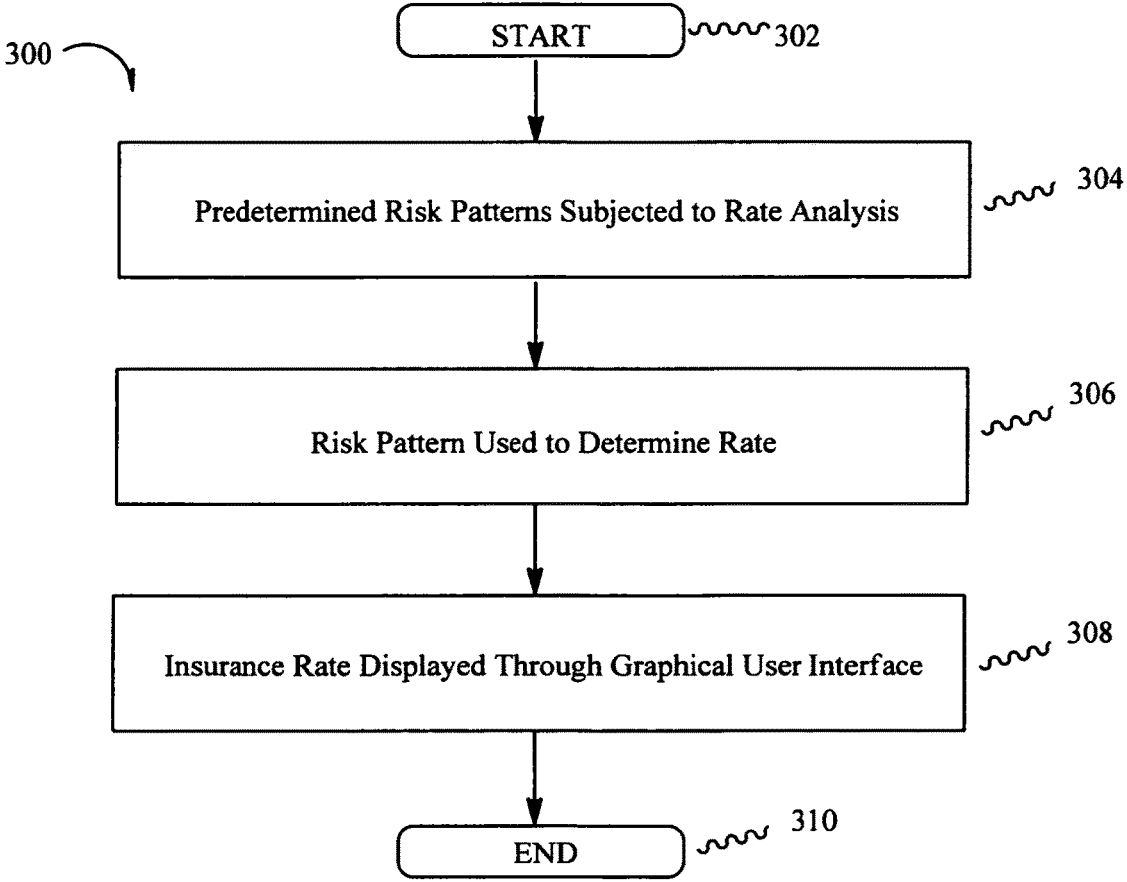 START
302
300
Predetermined Risk Patterns Subjected to Rate Analysis
304
Risk Pattern Used to Determine Rate
306
Insurance Rate Displayed Through Graphical User Interface
308
END
310